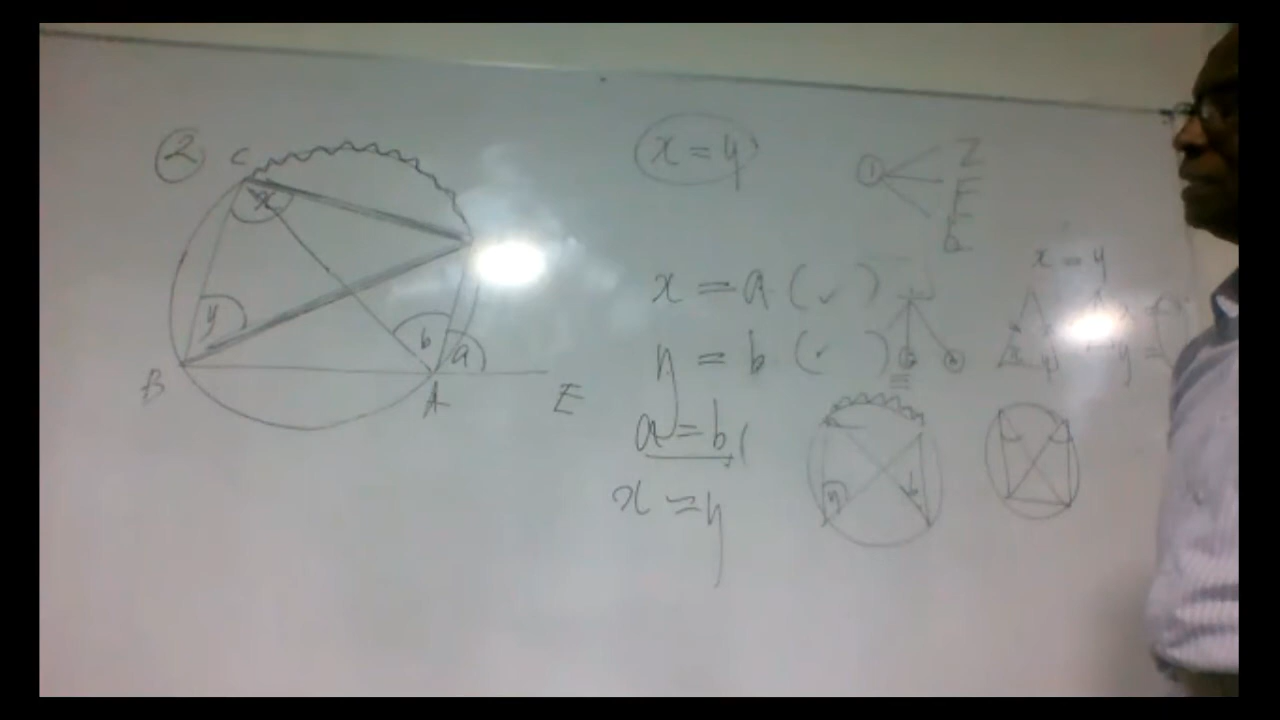 ② C
x
y
b
a
B
A
E
x = y
①
Z
F
x = a (✓)
y = b (✓)
a = b (
x = y
x = y
y
b